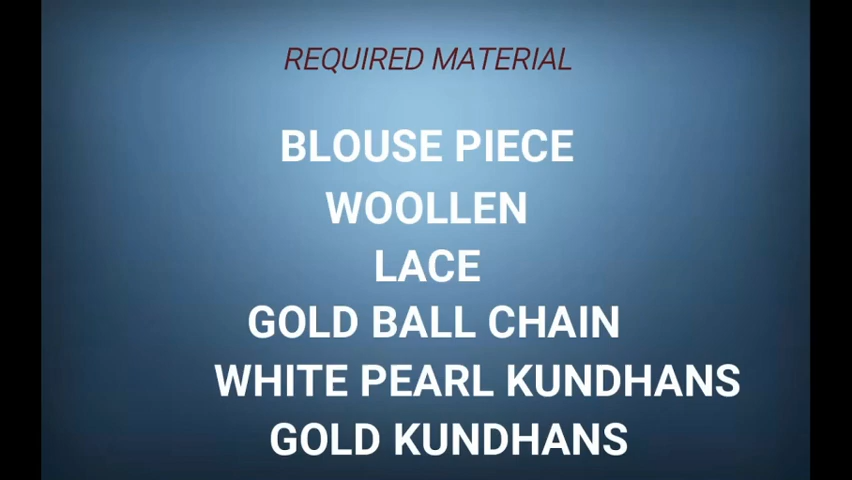 REQUIRED MATERIAL
BLOUSE PIECE
WOOLLEN
LACE
GOLD BALL CHAIN
WHITE PEARL KUNDHANS
GOLD KUNDHANS